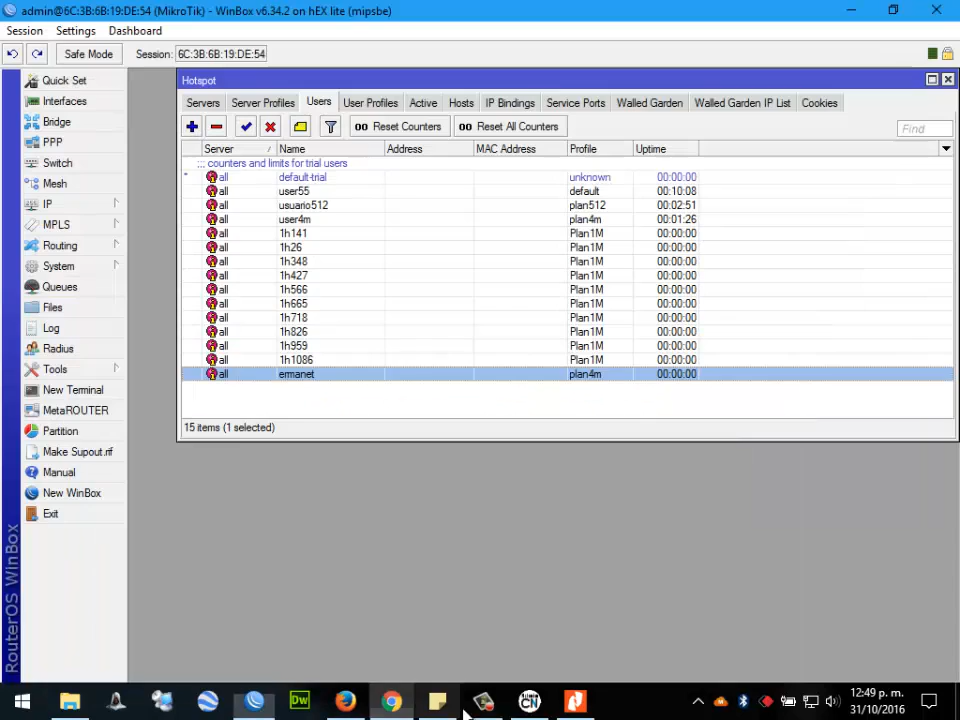 admin@6C:3B:6B:19:DE:54 (MikroTik) - WinBox v6.34.2 on hEX lite (mipsbe)
Session Settings Dashboard
Safe Mode Session: 6C:3B:6B:19:DE:54
Quick Set
Interfaces
Bridge
PPP
Switch
Mesh
IP
MPLS
Routing
System
Queues
Files
Log
Radius
Tools
New Terminal
MetaROUTER
Partition
Make Supout.rif
Manual
New WinBox
Exit
RouterOS WinBox
Hotspot
Servers Server Profiles Users User Profiles Active Hosts IP Bindings Service Ports Walled Garden Walled Garden IP List Cookies
00 Reset Counters 00 Reset All Counters Find
Server / Name Address MAC Address Profile Uptime
;;; counters and limits for trial users
* all default-trial unknown 00:00:00
all user55 default 00:10:08
all usuario512 plan512 00:02:51
all user4m plan4m 00:01:26
all 1h141 Plan1M 00:00:00
all 1h26 Plan1M 00:00:00
all 1h348 Plan1M 00:00:00
all 1h427 Plan1M 00:00:00
all 1h566 Plan1M 00:00:00
all 1h665 Plan1M 00:00:00
all 1h718 Plan1M 00:00:00
all 1h826 Plan1M 00:00:00
all 1h959 Plan1M 00:00:00
all 1h1086 Plan1M 00:00:00
all ermanet plan4m 00:00:00
15 items (1 selected)
Dw
CN
12:49 p. m.
31/10/2016